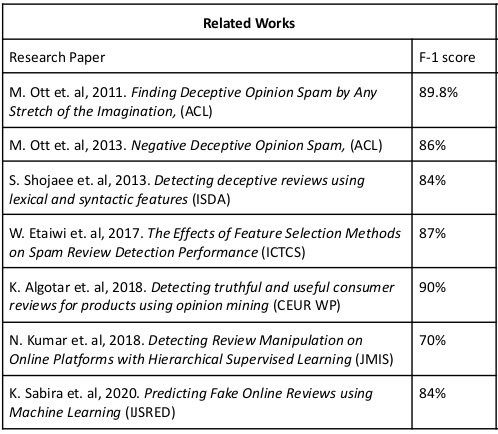 Related Works
Research Paper F-1 score
M. Ott et. al, 2011. Finding Deceptive Opinion Spam by Any 89.8%
Stretch of the Imagination, (ACL)
M. Ott et. al, 2013. Negative Deceptive Opinion Spam, (ACL) 86%
S. Shojaee et. al, 2013. Detecting deceptive reviews using 84%
lexical and syntactic features (ISDA)
W. Etaiwi et. al, 2017. The Effects of Feature Selection Methods 87%
on Spam Review Detection Performance (ICTCS)
K. Algotar et. al, 2018. Detecting truthful and useful consumer 90%
reviews for products using opinion mining (CEUR WP)
N. Kumar et. al, 2018. Detecting Review Manipulation on 70%
Online Platforms with Hierarchical Supervised Learning (JMIS)
K. Sabira et. al, 2020. Predicting Fake Online Reviews using 84%
Machine Learning (IJSRED)